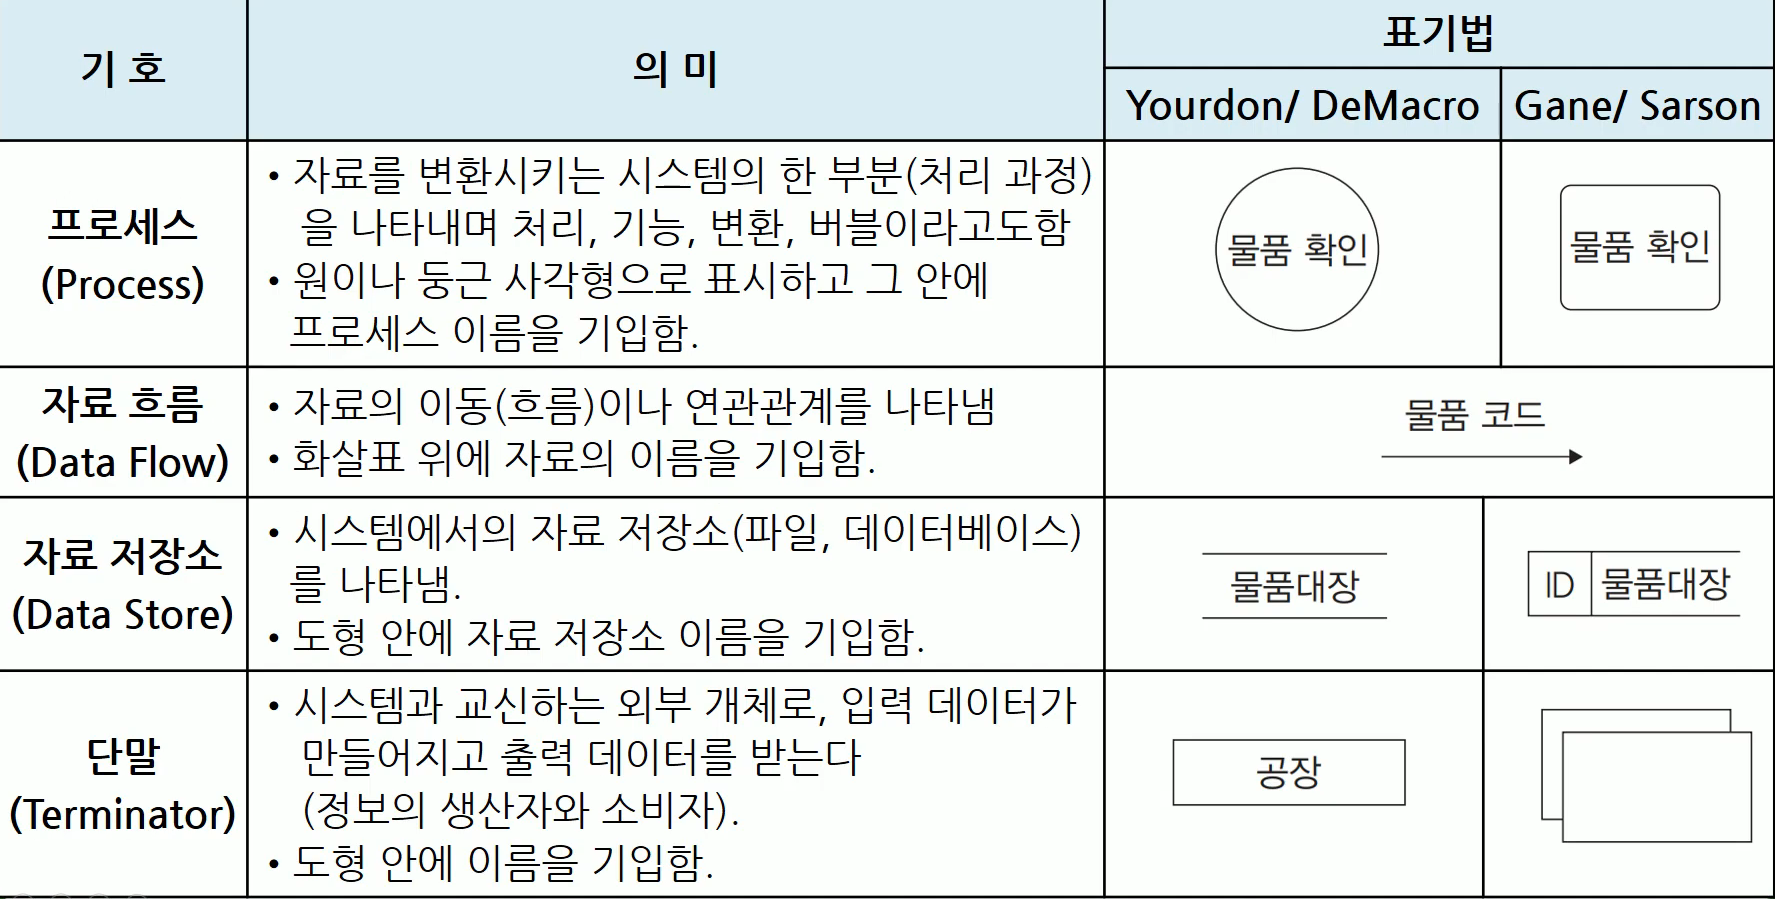 기 호
의 미
표기법
Yourdon/ DeMacro
Gane/ Sarson
프로세스
(Process)
• 자료를 변환시키는 시스템의 한 부분(처리 과정)
을 나타내며 처리, 기능, 변환, 버블이라고도함
• 원이나 둥근 사각형으로 표시하고 그 안에
프로세스 이름을 기입함.
물품 확인
물품 확인
자료 흐름
(Data Flow)
• 자료의 이동(흐름)이나 연관관계를 나타냄
• 화살표 위에 자료의 이름을 기입함.
물품 코드
자료 저장소
(Data Store)
• 시스템에서의 자료 저장소(파일, 데이터베이스)
를 나타냄.
• 도형 안에 자료 저장소 이름을 기입함.
물품대장
ID 물품대장
단말
(Terminator)
• 시스템과 교신하는 외부 개체로, 입력 데이터가
만들어지고 출력 데이터를 받는다
(정보의 생산자와 소비자).
• 도형 안에 이름을 기입함.
공장